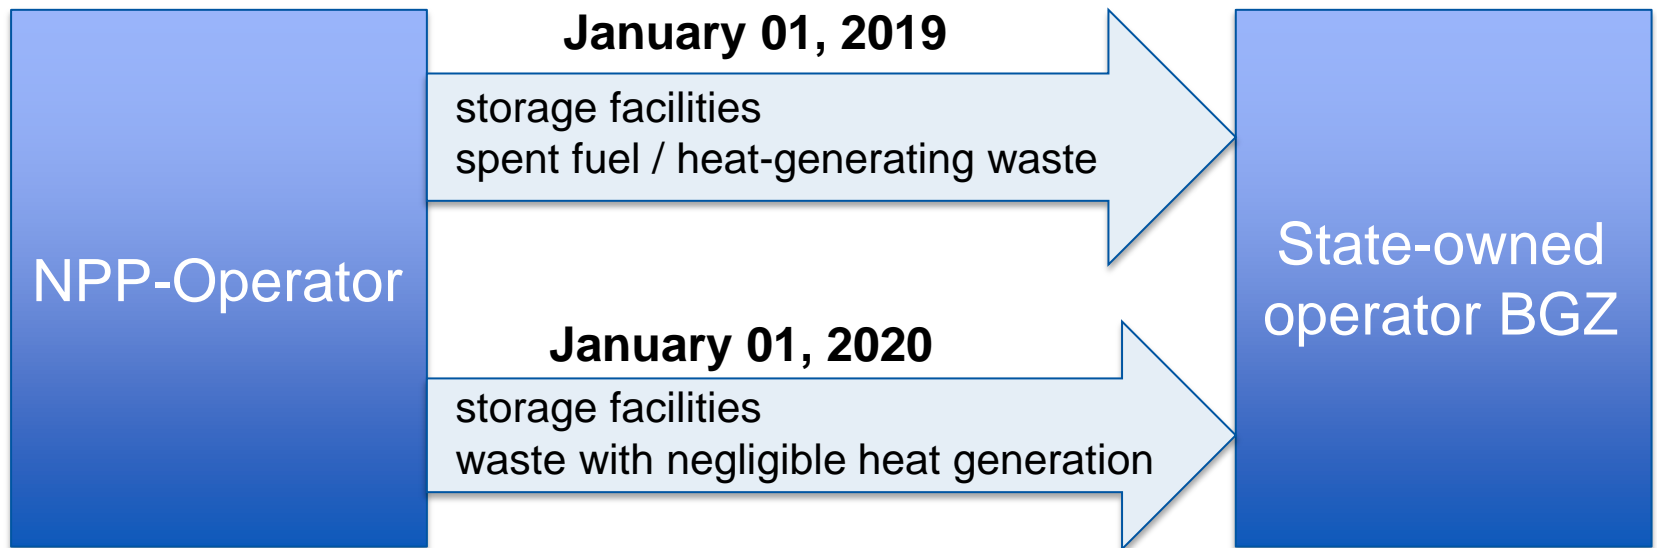 NPP-Operator
January 01, 2019
storage facilities
spent fuel / heat-generating waste
January 01, 2020
storage facilities
waste with negligible heat generation
State-owned
operator BGZ